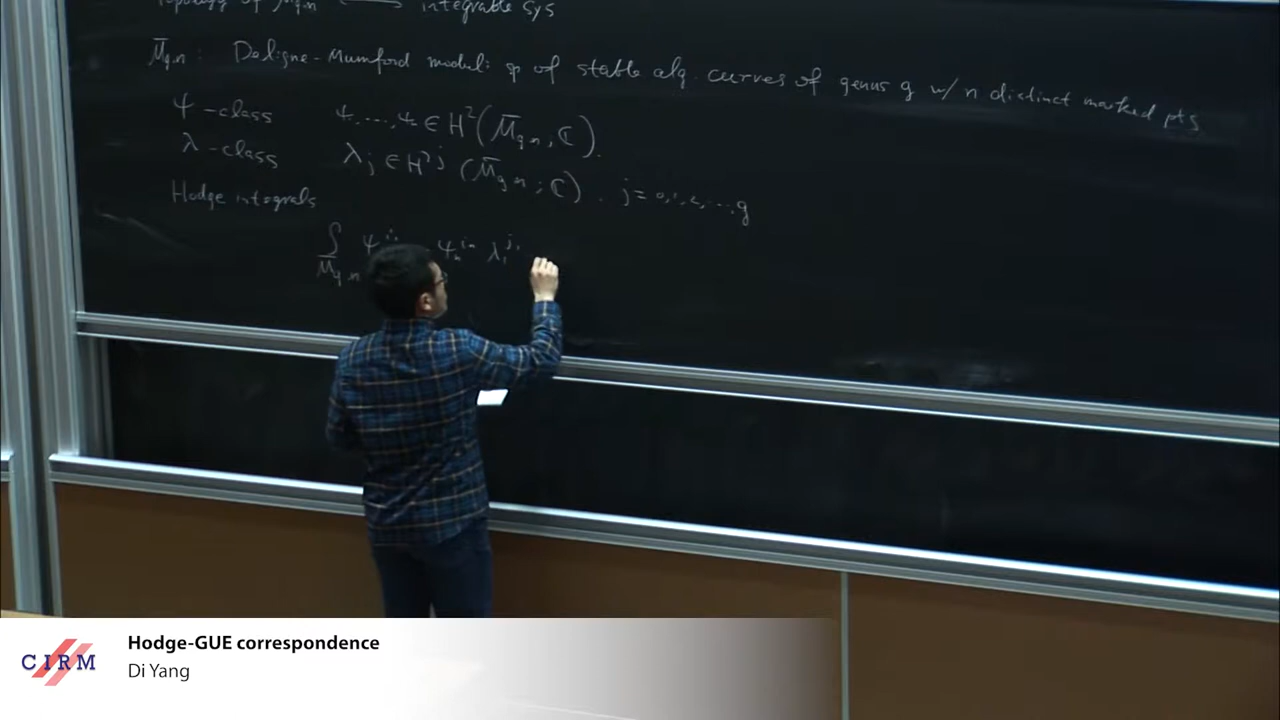 Topology of M̄g,n ⟷ integrable sys
M̄g,n : Deligne-Mumford moduli sp of stable alg. curves of genus g w/ n distinct marked pts
ψ-class ψ₁,...,ψₙ ∈ H²(M̄g,n; ℂ).
λ-class λⱼ ∈ H²ʲ(M̄g,n; ℂ). j=0,1,2,...,g
Hodge integrals
∫M̄g,n ψ₁^i₁ ψₙ^iₙ λ₁^j₁
CIRM
Hodge-GUE correspondence
Di Yang